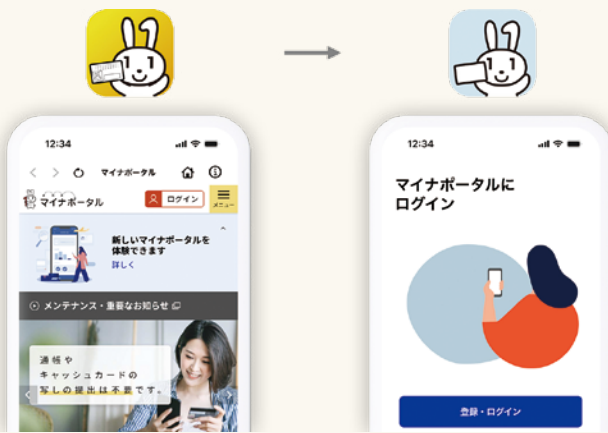 12:34
マイナポータル
マイナポータル
ログイン
メニュー
新しいマイナポータルを
体験できます
詳しく
メンテナンス・重要なお知らせ
通帳や
キャッシュカードの
写しの提出は不要です。
12:34
マイナポータルに
ログイン
登録・ログイン